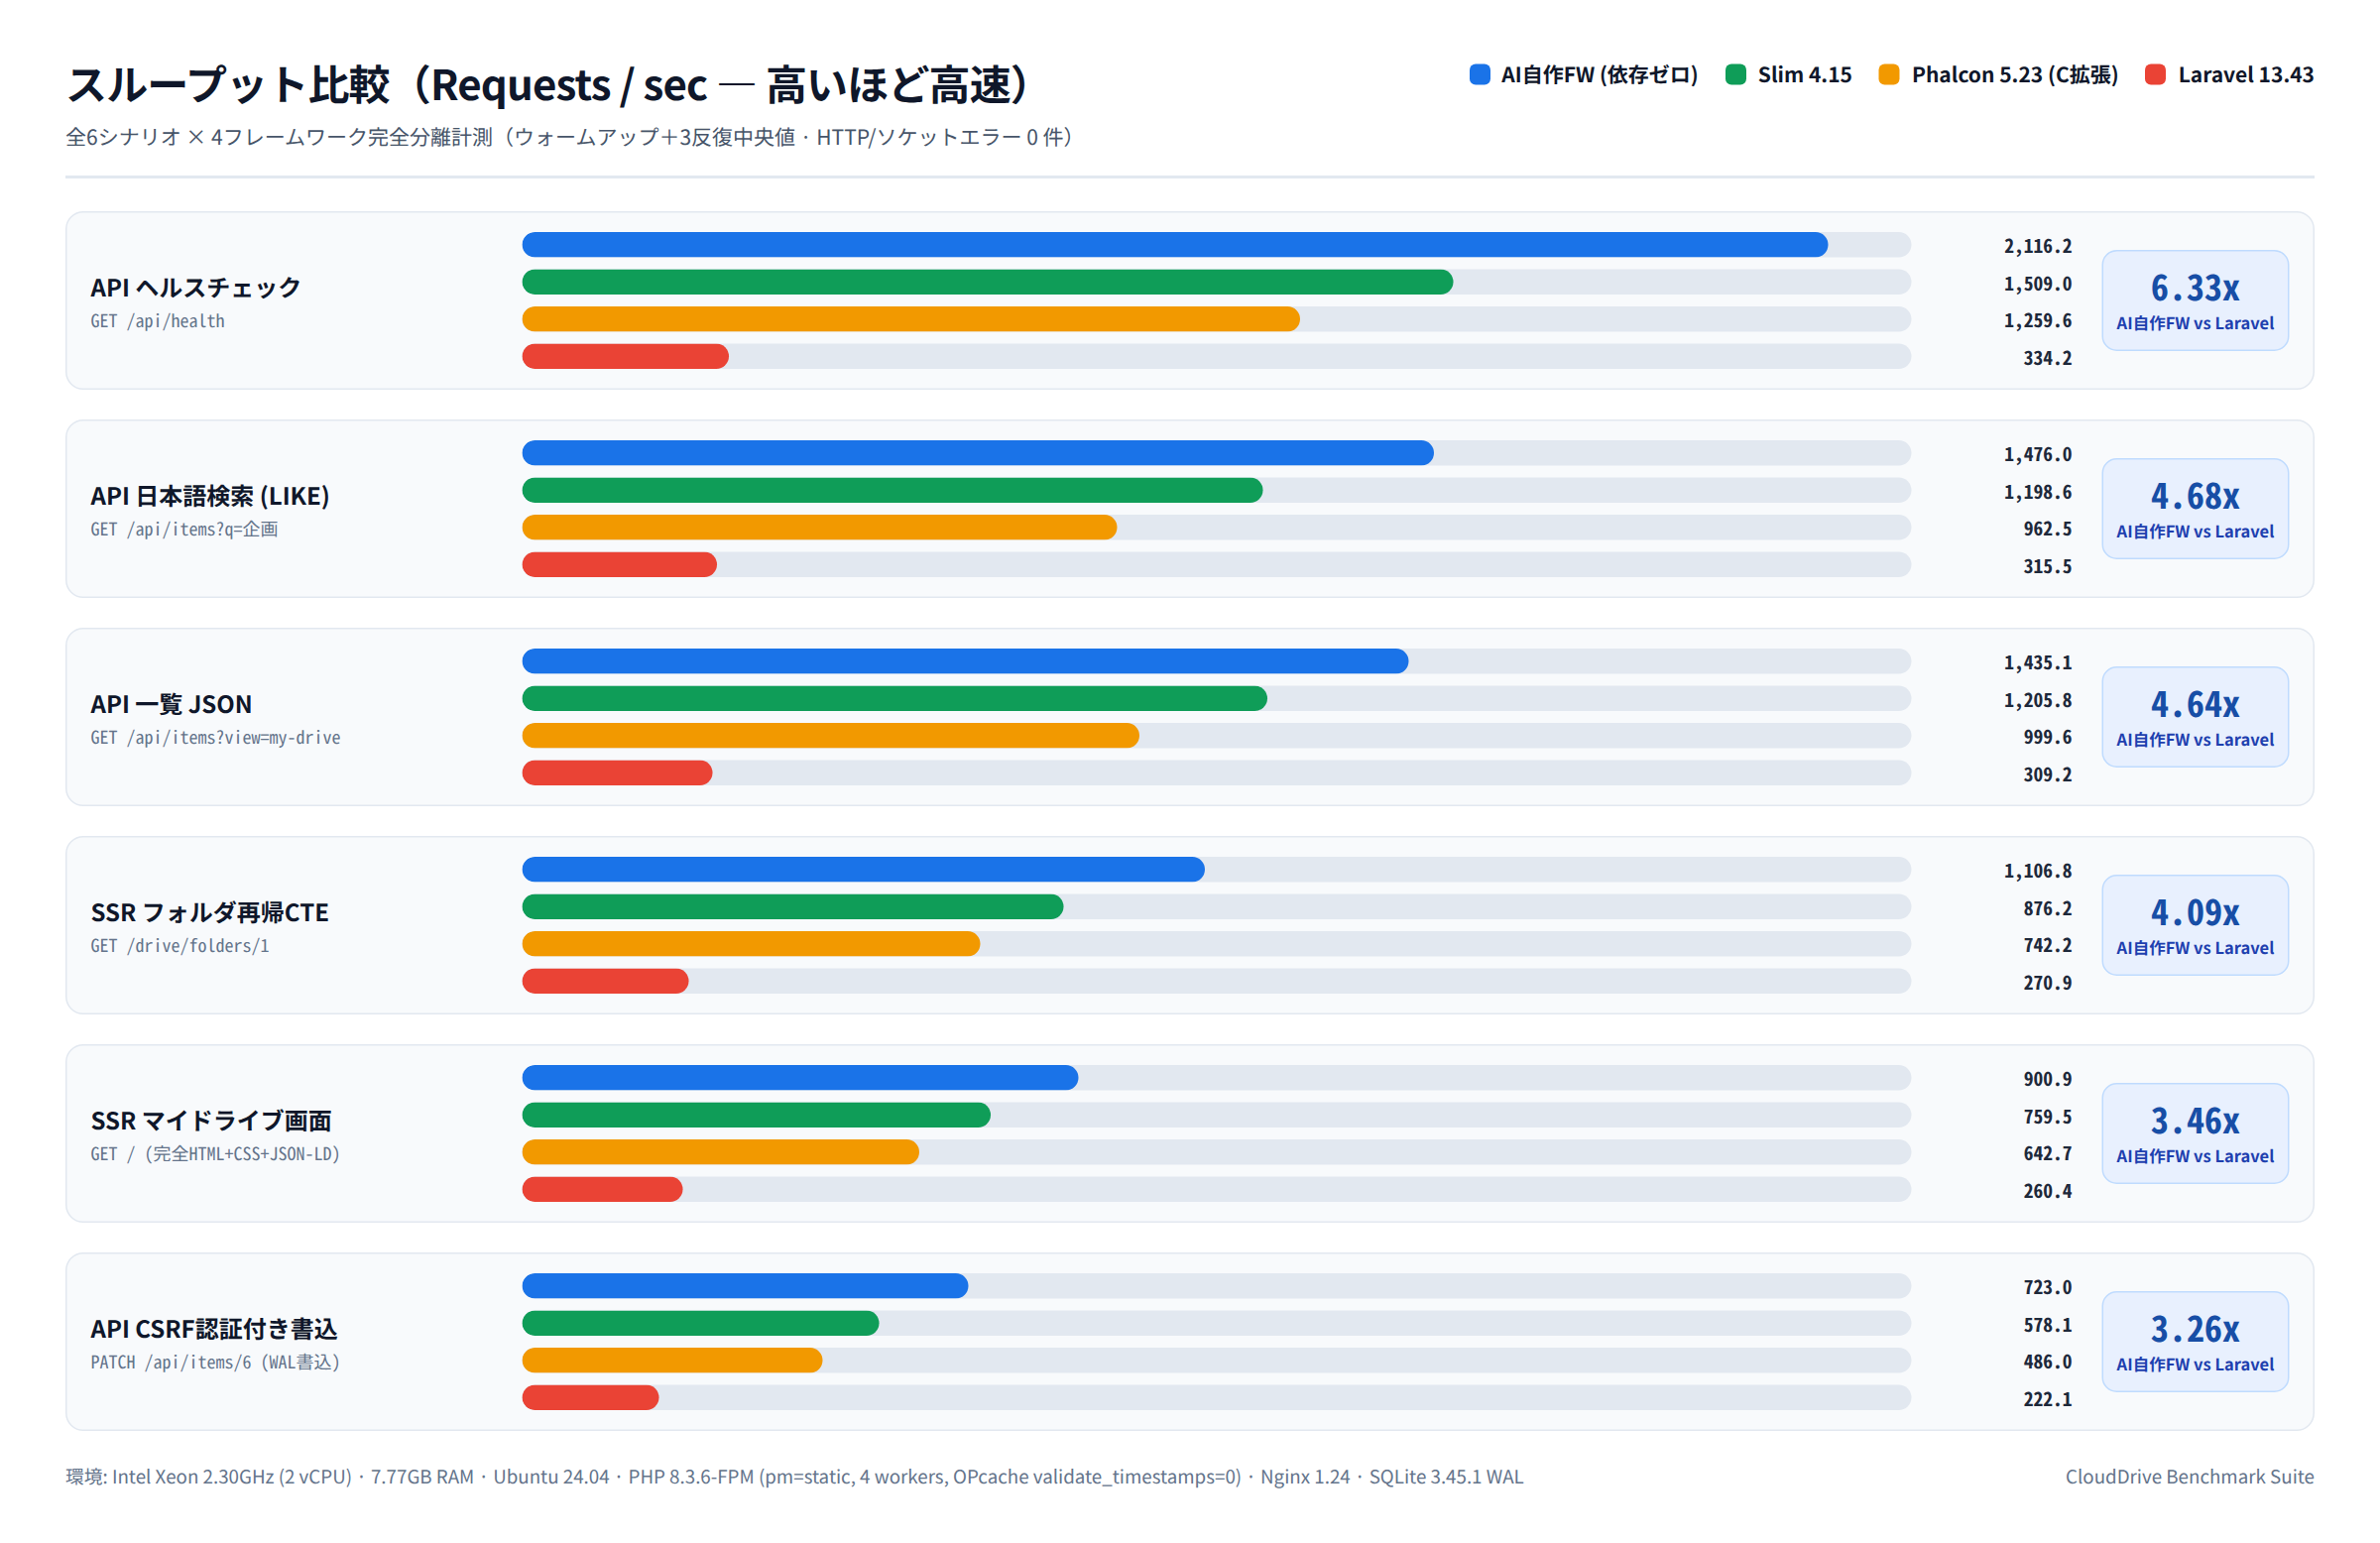 スループット比較（Requests / sec — 高いほど高速）
AI自作FW (依存ゼロ) Slim 4.15 Phalcon 5.23 (C拡張) Laravel 13.43
全6シナリオ × 4フレームワーク完全分離計測（ウォームアップ＋3反復中央値 · HTTP/ソケットエラー 0 件）
API ヘルスチェック
GET /api/health
2,116.2
1,509.0
1,259.6
334.2
6.33x
AI自作FW vs Laravel
API 日本語検索 (LIKE)
GET /api/items?q=企画
1,476.0
1,198.6
962.5
315.5
4.68x
AI自作FW vs Laravel
API 一覧 JSON
GET /api/items?view=my-drive
1,435.1
1,205.8
999.6
309.2
4.64x
AI自作FW vs Laravel
SSR フォルダ再帰CTE
GET /drive/folders/1
1,106.8
876.2
742.2
270.9
4.09x
AI自作FW vs Laravel
SSR マイドライブ画面
GET / (完全HTML+CSS+JSON-LD)
900.9
759.5
642.7
260.4
3.46x
AI自作FW vs Laravel
API CSRF認証付き書込
PATCH /api/items/6 (WAL書込)
723.0
578.1
486.0
222.1
3.26x
AI自作FW vs Laravel
環境: Intel Xeon 2.30GHz (2 vCPU) · 7.77GB RAM · Ubuntu 24.04 · PHP 8.3.6-FPM (pm=static, 4 workers, OPcache validate_timestamps=0) · Nginx 1.24 · SQLite 3.45.1 WAL
CloudDrive Benchmark Suite